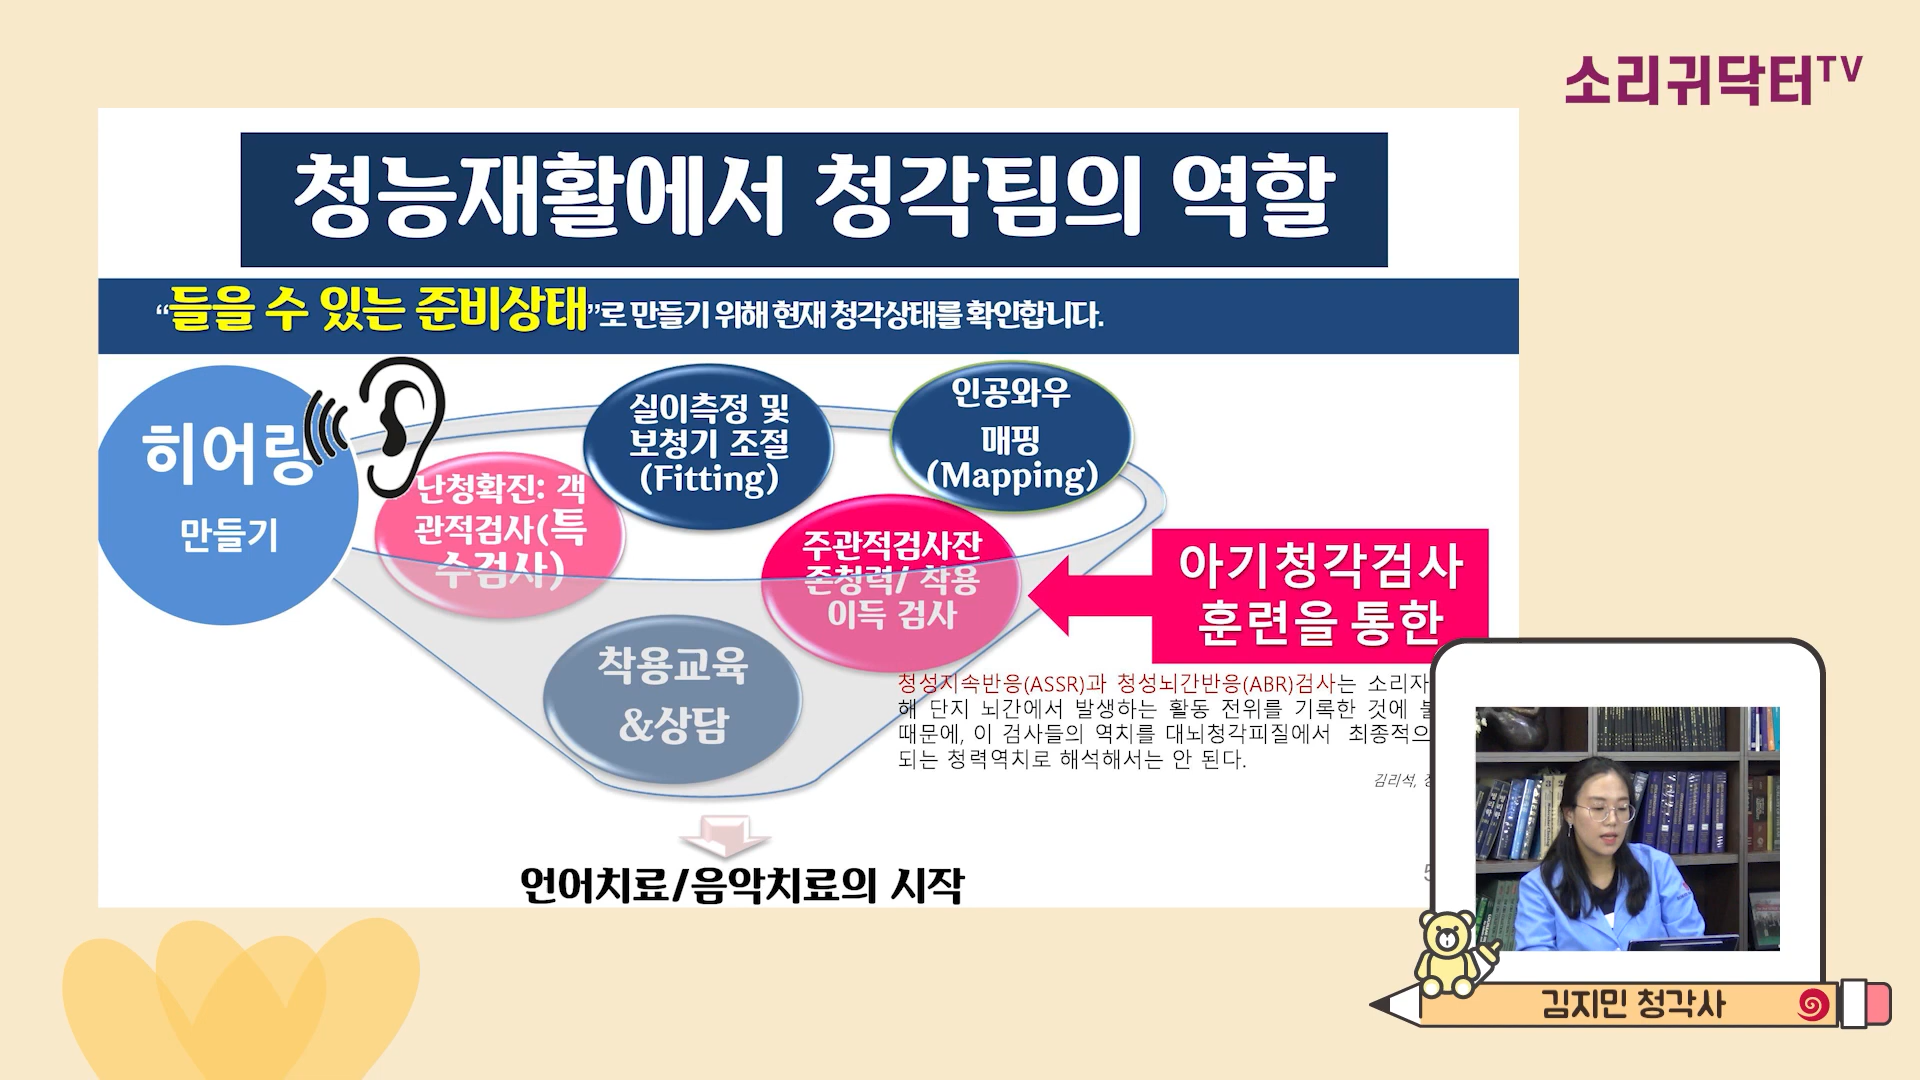 소리귀닥터TV
청능재활에서 청각팀의 역할
“들을 수 있는 준비상태”로 만들기 위해 현재 청각상태를 확인합니다.
히어링
만들기
난청확진: 객
관적검사(특
수검사)
실이측정 및
보청기 조절
(Fitting)
인공와우
매핑
(Mapping)
주관적검사잔
존청력/ 착용
이득 검사
착용교육
&상담
아기청각검사
훈련을 통한
청성지속반응(ASSR)과 청성뇌간반응(ABR)검사는 소리자
해 단지 뇌간에서 발생하는 활동 전위를 기록한 것에
때문에, 이 검사들의 역치를 대뇌청각피질에서 최종적으
되는 청력역치로 해석해서는 안 된다.
김리석,
언어치료/음악치료의 시작
김지민 청각사